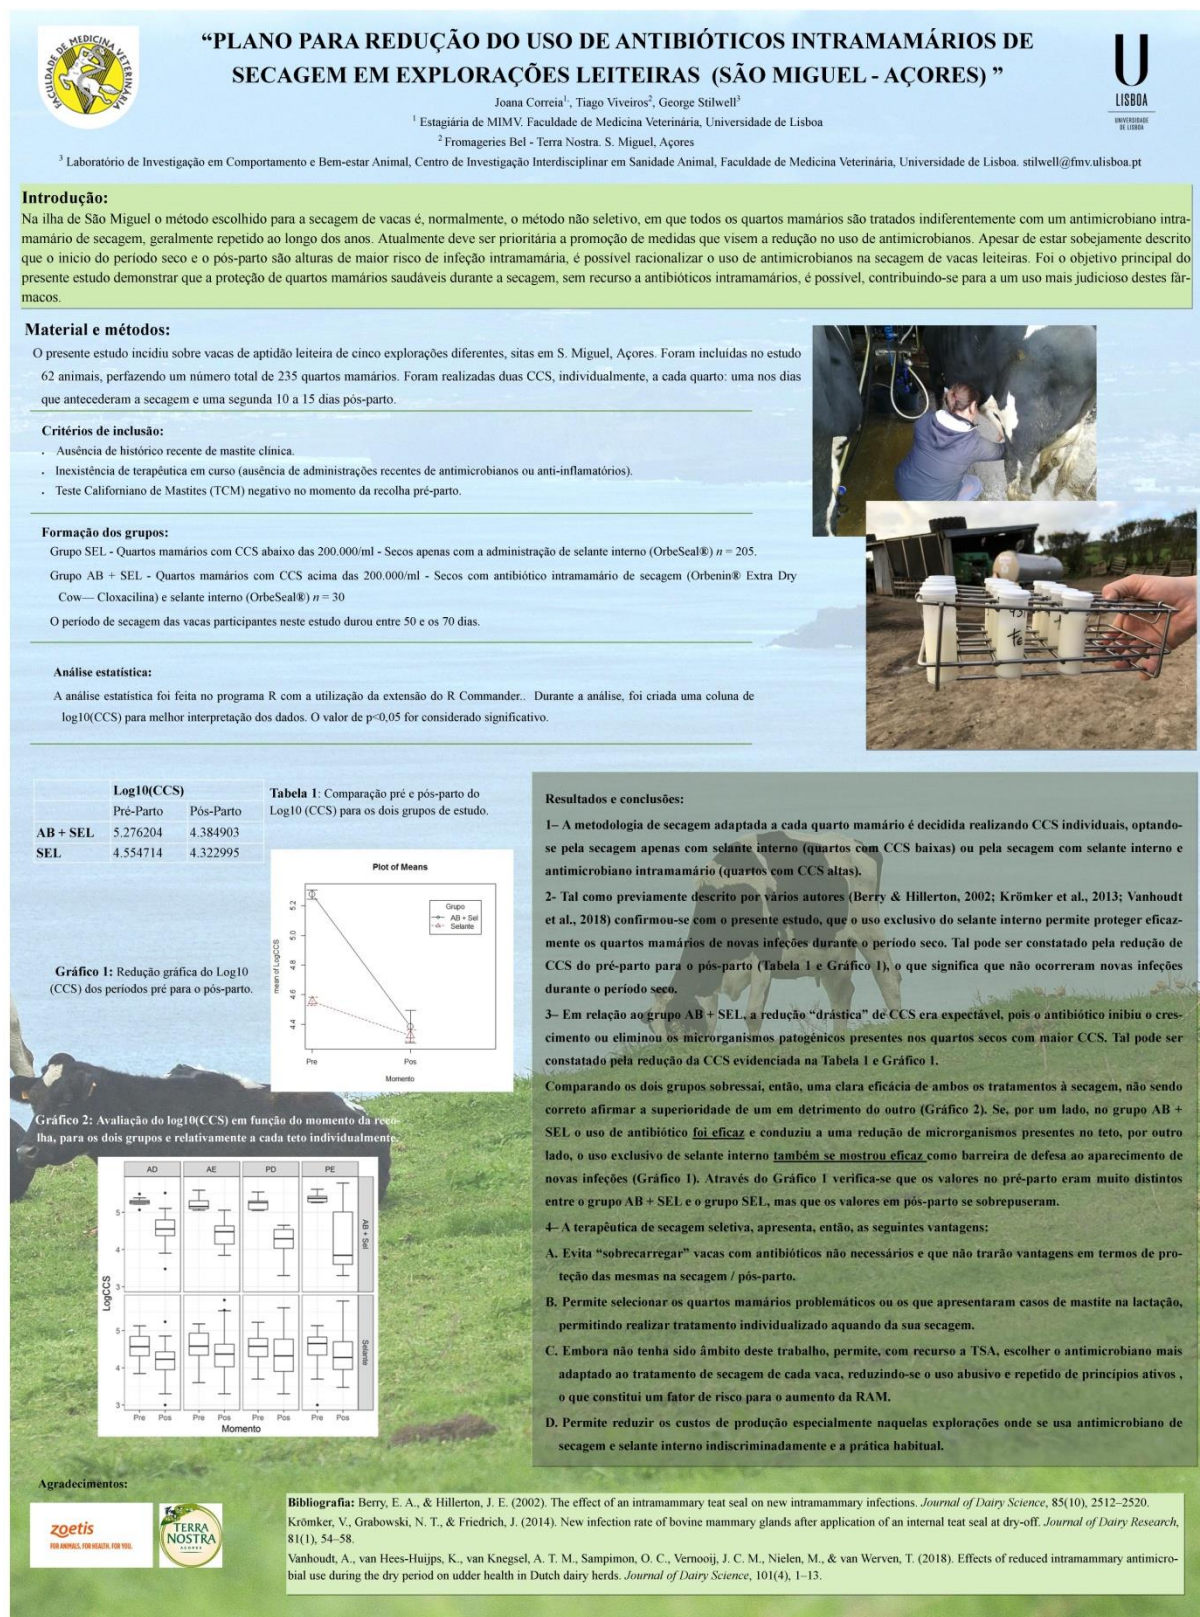 FACULDADE DE MEDICINA VETERINÁRIA
“PLANO PARA REDUÇÃO DO USO DE ANTIBIÓTICOS INTRAMAMÁRIOS DE
SECAGEM EM EXPLORAÇÕES LEITEIRAS (SÃO MIGUEL - AÇORES) ”
U
LISBOA
UNIVERSIDADE
DE LISBOA
Joana Correia¹, Tiago Viveiros², George Stilwell³
¹ Estagiária de MIMV. Faculdade de Medicina Veterinária, Universidade de Lisboa
² Fromageries Bel - Terra Nostra. S. Miguel, Açores
³ Laboratório de Investigação em Comportamento e Bem-estar Animal, Centro de Investigação Interdisciplinar em Sanidade Animal, Faculdade de Medicina Veterinária, Universidade de Lisboa. stilwell@fmv.ulisboa.pt
Introdução:
Na ilha de São Miguel o método escolhido para a secagem de vacas é, normalmente, o método não seletivo, em que todos os quartos mamários são tratados indiferentemente com um antimicrobiano intra-
mamário de secagem, geralmente repetido ao longo dos anos. Atualmente deve ser prioritária a promoção de medidas que visem a redução no uso de antimicrobianos. Apesar de estar sobejamente descrito
que o inicio do período seco e o pós-parto são alturas de maior risco de infeção intramamária, é possível racionalizar o uso de antimicrobianos na secagem de vacas leiteiras. Foi o objetivo principal do
presente estudo demonstrar que a proteção de quartos mamários saudáveis durante a secagem, sem recurso a antibióticos intramamários, é possível, contribuindo-se para a um uso mais judicioso destes fár-
macos.
Material e métodos:
O presente estudo incidiu sobre vacas de aptidão leiteira de cinco explorações diferentes, sitas em S. Miguel, Açores. Foram incluídas no estudo
62 animais, perfazendo um número total de 235 quartos mamários. Foram realizadas duas CCS, individualmente, a cada quarto: uma nos dias
que antecederam a secagem e uma segunda 10 a 15 dias pós-parto.
Critérios de inclusão:
. Ausência de histórico recente de mastite clínica.
. Inexistência de terapêutica em curso (ausência de administrações recentes de antimicrobianos ou anti-inflamatórios).
. Teste Californiano de Mastites (TCM) negativo no momento da recolha pré-parto.
Formação dos grupos:
Grupo SEL - Quartos mamários com CCS abaixo das 200.000/ml - Secos apenas com a administração de selante interno (OrbeSeal®) n = 205.
Grupo AB + SEL - Quartos mamários com CCS acima das 200.000/ml - Secos com antibiótico intramamário de secagem (Orbenin® Extra Dry
Cow— Cloxacilina) e selante interno (OrbeSeal®) n = 30
O período de secagem das vacas participantes neste estudo durou entre 50 e os 70 dias.
Análise estatística:
A análise estatística foi feita no programa R com a utilização da extensão do R Commander.. Durante a análise, foi criada uma coluna de
log10(CCS) para melhor interpretação dos dados. O valor de p<0,05 for considerado significativo.
Log10(CCS)
Pré-Parto Pós-Parto
AB + SEL 5.276204 4.384903
SEL 4.554714 4.322995
Tabela 1: Comparação pré e pós-parto do
Log10 (CCS) para os dois grupos de estudo.
Plot of Means
Grupo
AB + Sel
Selante
mean of LogCCS
5.2
5.0
4.8
4.6
4.4
Pre Pos
Momento
Gráfico 1: Redução gráfica do Log10
(CCS) dos períodos pré para o pós-parto.
Gráfico 2: Avaliação do log10(CCS) em função do momento da reco-
lha, para os dois grupos e relativamente a cada teto individualmente.
AD AE PD PE
AB + Sel
Selante
LogCCS
5
4
3
5
4
3
Pre Pos Pre Pos Pre Pos Pre Pos
Momento
Resultados e conclusões:
1– A metodologia de secagem adaptada a cada quarto mamário é decidida realizando CCS individuais, optando-
se pela secagem apenas com selante interno (quartos com CCS baixas) ou pela secagem com selante interno e
antimicrobiano intramamário (quartos com CCS altas).
2- Tal como previamente descrito por vários autores (Berry & Hillerton, 2002; Krömker et al., 2013; Vanhoudt
et al., 2018) confirmou-se com o presente estudo, que o uso exclusivo do selante interno permite proteger eficaz-
mente os quartos mamários de novas infeções durante o período seco. Tal pode ser constatado pela redução de
CCS do pré-parto para o pós-parto (Tabela 1 e Gráfico 1), o que significa que não ocorreram novas infeções
durante o período seco.
3– Em relação ao grupo AB + SEL, a redução “drástica” de CCS era expectável, pois o antibiótico inibiu o cres-
cimento ou eliminou os microrganismos patogénicos presentes nos quartos secos com maior CCS. Tal pode ser
constatado pela redução da CCS evidenciada na Tabela 1 e Gráfico 1.
Comparando os dois grupos sobressai, então, uma clara eficácia de ambos os tratamentos à secagem, não sendo
correto afirmar a superioridade de um em detrimento do outro (Gráfico 2). Se, por um lado, no grupo AB +
SEL o uso de antibiótico foi eficaz e conduziu a uma redução de microrganismos presentes no teto, por outro
lado, o uso exclusivo de selante interno também se mostrou eficaz como barreira de defesa ao aparecimento de
novas infeções (Gráfico 1). Através do Gráfico 1 verifica-se que os valores no pré-parto eram muito distintos
entre o grupo AB + SEL e o grupo SEL, mas que os valores em pós-parto se sobrepuseram.
4– A terapêutica de secagem seletiva, apresenta, então, as seguintes vantagens:
A. Evita “sobrecarregar” vacas com antibióticos não necessários e que não trarão vantagens em termos de pro-
teção das mesmas na secagem / pós-parto.
B. Permite selecionar os quartos mamários problemáticos ou os que apresentaram casos de mastite na lactação,
permitindo realizar tratamento individualizado aquando da sua secagem.
C. Embora não tenha sido âmbito deste trabalho, permite, com recurso a TSA, escolher o antimicrobiano mais
adaptado ao tratamento de secagem de cada vaca, reduzindo-se o uso abusivo e repetido de princípios ativos ,
o que constitui um fator de risco para o aumento da RAM.
D. Permite reduzir os custos de produção especialmente naquelas explorações onde se usa antimicrobiano de
secagem e selante interno indiscriminadamente e a prática habitual.
Agradecimentos:
zoetis
FOR ANIMALS. FOR HEALTH. FOR YOU.
TERRA
NOSTRA
AÇORES
Bibliografia: Berry, E. A., & Hillerton, J. E. (2002). The effect of an intramammary teat seal on new intramammary infections. Journal of Dairy Science, 85(10), 2512–2520.
Krömker, V., Grabowski, N. T., & Friedrich, J. (2014). New infection rate of bovine mammary glands after application of an internal teat seal at dry-off. Journal of Dairy Research,
81(1), 54–58.
Vanhoudt, A., van Hees-Huijps, K., van Knegsel, A. T. M., Sampimon, O. C., Vernooij, J. C. M., Nielen, M., & van Werven, T. (2018). Effects of reduced intramammary antimicro-
bial use during the dry period on udder health in Dutch dairy herds. Journal of Dairy Science, 101(4), 1–13.